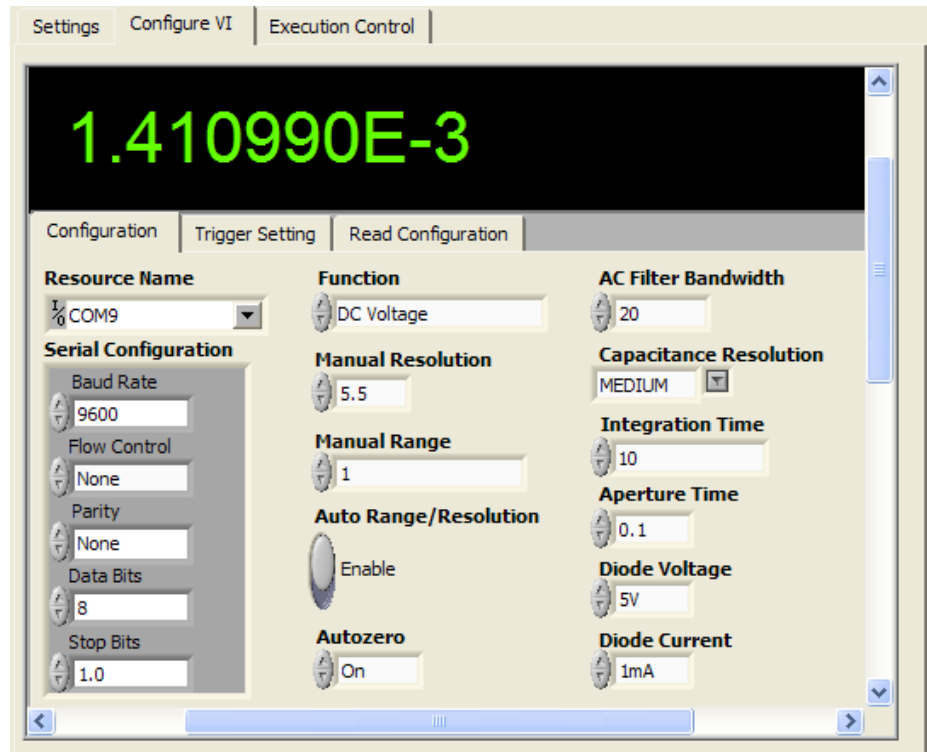 Settings
Configure VI
Execution Control
1.410990E-3
Configuration
Trigger Setting
Read Configuration
Resource Name
I/0 COM9
Serial Configuration
Baud Rate
9600
Flow Control
None
Parity
None
Data Bits
8
Stop Bits
1.0
Function
DC Voltage
Manual Resolution
5.5
Manual Range
1
Auto Range/Resolution
Enable
Autozero
On
AC Filter Bandwidth
20
Capacitance Resolution
MEDIUM
Integration Time
10
Aperture Time
0.1
Diode Voltage
5V
Diode Current
1mA